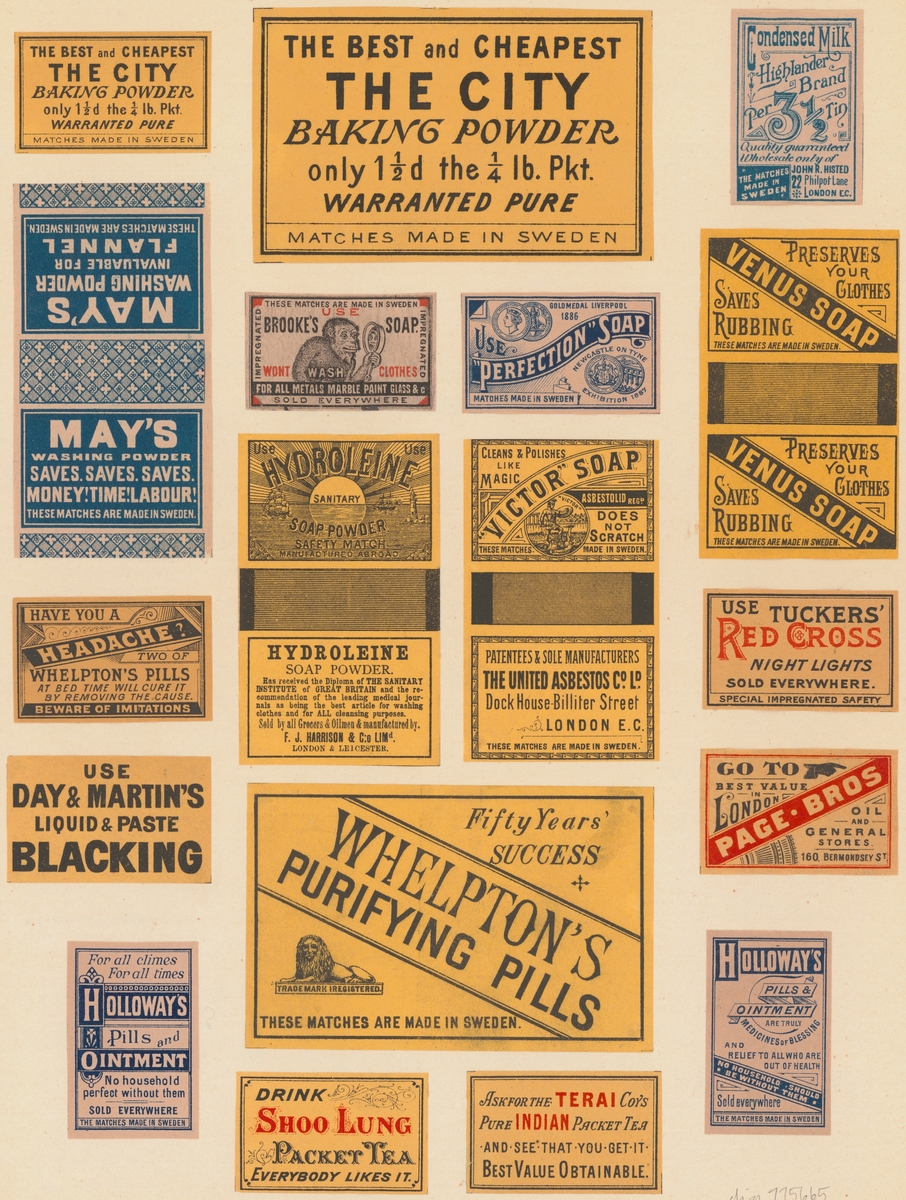 THE BEST and CHEAPEST
THE CITY
BAKING POWDER
only 1½d the ¼ lb. Pkt.
WARRANTED PURE
MATCHES MADE IN SWEDEN
THE BEST and CHEAPEST
THE CITY
BAKING POWDER
only 1½d the ¼ lb. Pkt.
WARRANTED PURE
MATCHES MADE IN SWEDEN
Condensed Milk
Highlander
Brand
Per 3½ Tin
Quality guaranteed
Wholesale only of
THE MATCHES
MADE IN
SWEDEN
JOHN R. HISTED
22 Philpot Lane
LONDON E.C.
MAY'S
WASHING POWDER
INVALUABLE FOR
FLANNEL
THESE MATCHES ARE MADE IN SWEDEN.
MAY'S
WASHING POWDER
SAVES. SAVES. SAVES.
MONEY! TIME! LABOUR!
THESE MATCHES ARE MADE IN SWEDEN.
THESE MATCHES ARE MADE IN SWEDEN
IMPREGNATED
USE
BROOKE'S SOAP.
WONT WASH CLOTHES
IMPREGNATED
FOR ALL METALS MARBLE PAINT GLASS & c
SOLD EVERYWHERE
GOLD MEDAL LIVERPOOL
1886
USE
"PERFECTION" SOAP
NEWCASTLE ON TYNE
EXHIBITION 1887
MATCHES MADE IN SWEDEN
PRESERVES
YOUR
CLOTHES
VENUS SOAP
SAVES
RUBBING
THESE MATCHES ARE MADE IN SWEDEN.
PRESERVES
YOUR
CLOTHES
VENUS SOAP
SAVES
RUBBING
THESE MATCHES ARE MADE IN SWEDEN.
Use Use
HYDROLEINE
SANITARY
SOAP POWDER
SAFETY MATCH
MANUFACTURED ABROAD
HYDROLEINE
SOAP POWDER.
Has received the Diploma of THE SANITARY
INSTITUTE of GREAT BRITAIN and the re-
commendation of the leading medical jour-
nals as being the best article for washing
clothes and for ALL cleansing purposes.
Sold by all Grocers & Oilmen & manufactured by.
F. J. HARRISON & C:o LIMd.
LONDON & LEICESTER.
CLEANS & POLISHES
LIKE
MAGIC
"VICTOR" SOAP
"VICTOR"
ASBESTOLID REGD
DOES
NOT
SCRATCH
THESE MATCHES MADE IN SWEDEN.
PATENTEES & SOLE MANUFACTURERS
THE UNITED ASBESTOS Co. LD.
Dock House · Billiter Street
LONDON E.C.
THESE MATCHES ARE MADE IN SWEDEN.
HAVE YOU A
HEADACHE?
TWO OF
WHELPTON'S PILLS
AT BED TIME WILL CURE IT
BY REMOVING THE CAUSE.
BEWARE OF IMITATIONS
USE TUCKERS'
RED CROSS
NIGHT LIGHTS
SOLD EVERYWHERE.
SPECIAL IMPREGNATED SAFETY
USE
DAY & MARTIN'S
LIQUID & PASTE
BLACKING
GO TO
BEST VALUE
IN
LONDON
PAGE · BROS
OIL
AND
GENERAL
STORES.
160, BERMONDSEY ST.
Fifty Years'
SUCCESS
WHELPTON'S
PURIFYING PILLS
TRADE MARK (REGISTERED.
THESE MATCHES ARE MADE IN SWEDEN.
For all climes
For all times
HOLLOWAY'S
Pills and
OINTMENT
No household
perfect without them
SOLD EVERYWHERE
THE MATCHES MADE IN SWEDEN
HOLLOWAY'S
PILLS &
OINTMENT
ARE TRULY
MEDICINES OF BLESSING
AND
RELIEF TO ALL WHO ARE
OUT OF HEALTH
NO HOUSEHOLD SHOULD
BE WITHOUT THEM
Sold everywhere
THE MATCHES MADE IN SWEDEN
DRINK
SHOO LUNG
PACKET TEA
EVERYBODY LIKES IT.
ASK FOR THE TERAI COY'S
PURE INDIAN PACKET TEA
· AND · SEE · THAT · YOU · GET · IT ·
BEST VALUE OBTAINABLE.